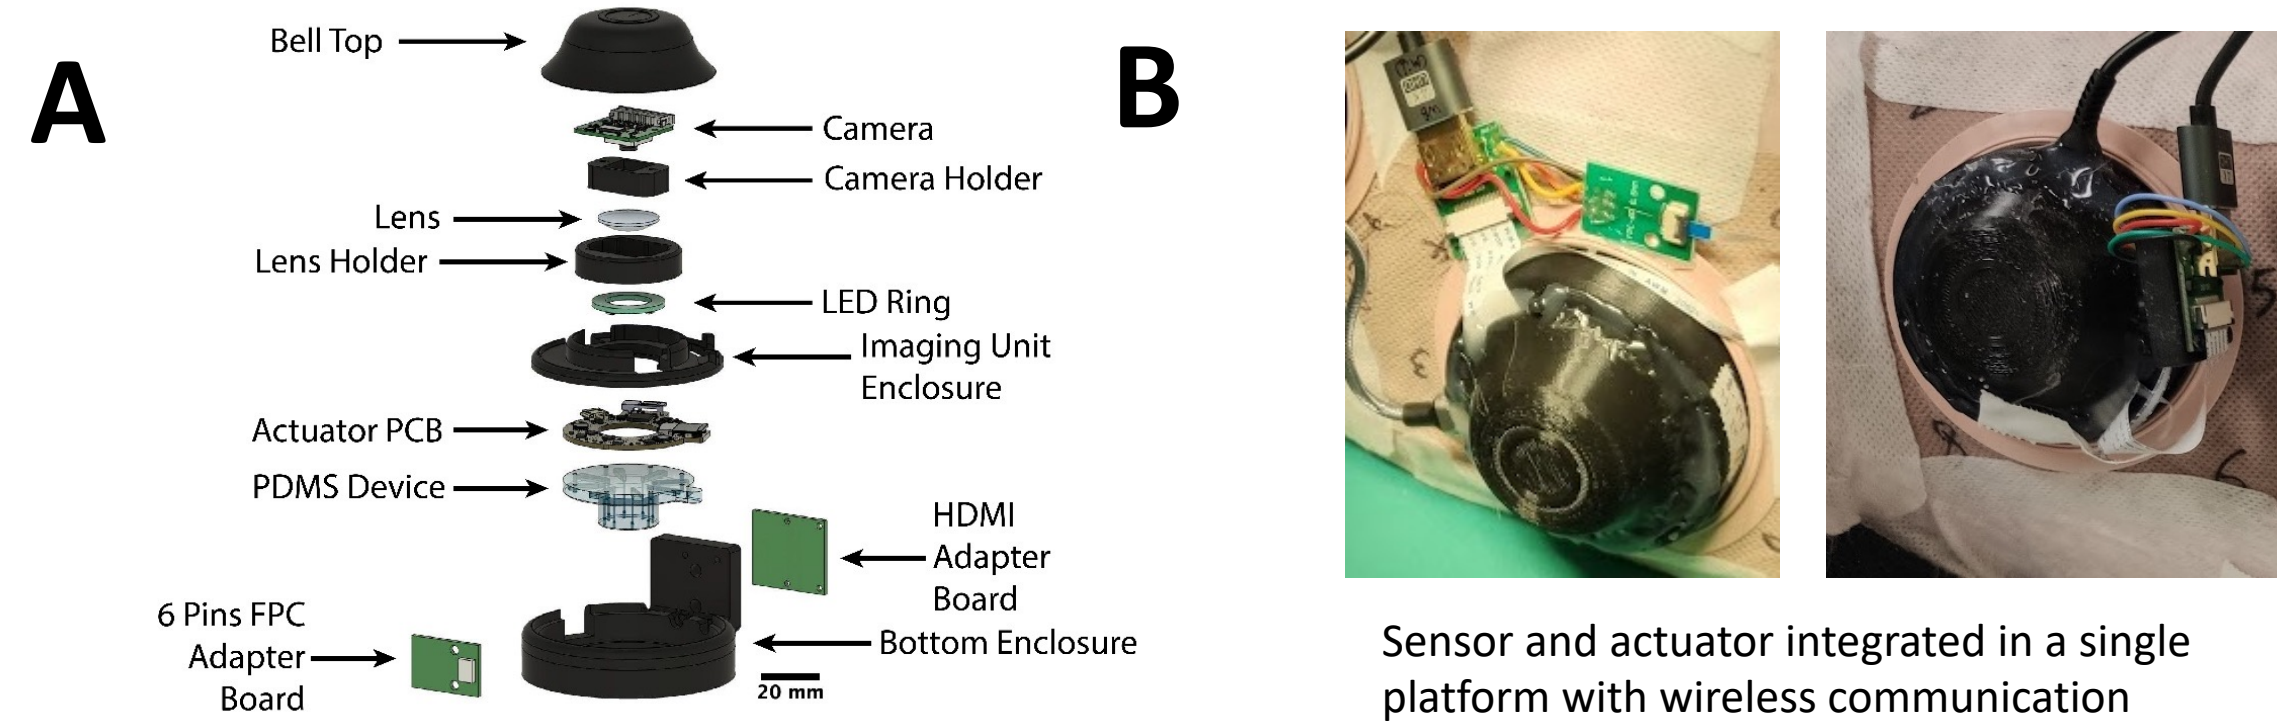 A
Bell Top
Camera
Camera Holder
Lens
Lens Holder
LED Ring
Imaging Unit
Enclosure
Actuator PCB
PDMS Device
HDMI
Adapter
Board
6 Pins FPC
Adapter
Board
Bottom Enclosure
20 mm
B
Sensor and actuator integrated in a single
platform with wireless communication